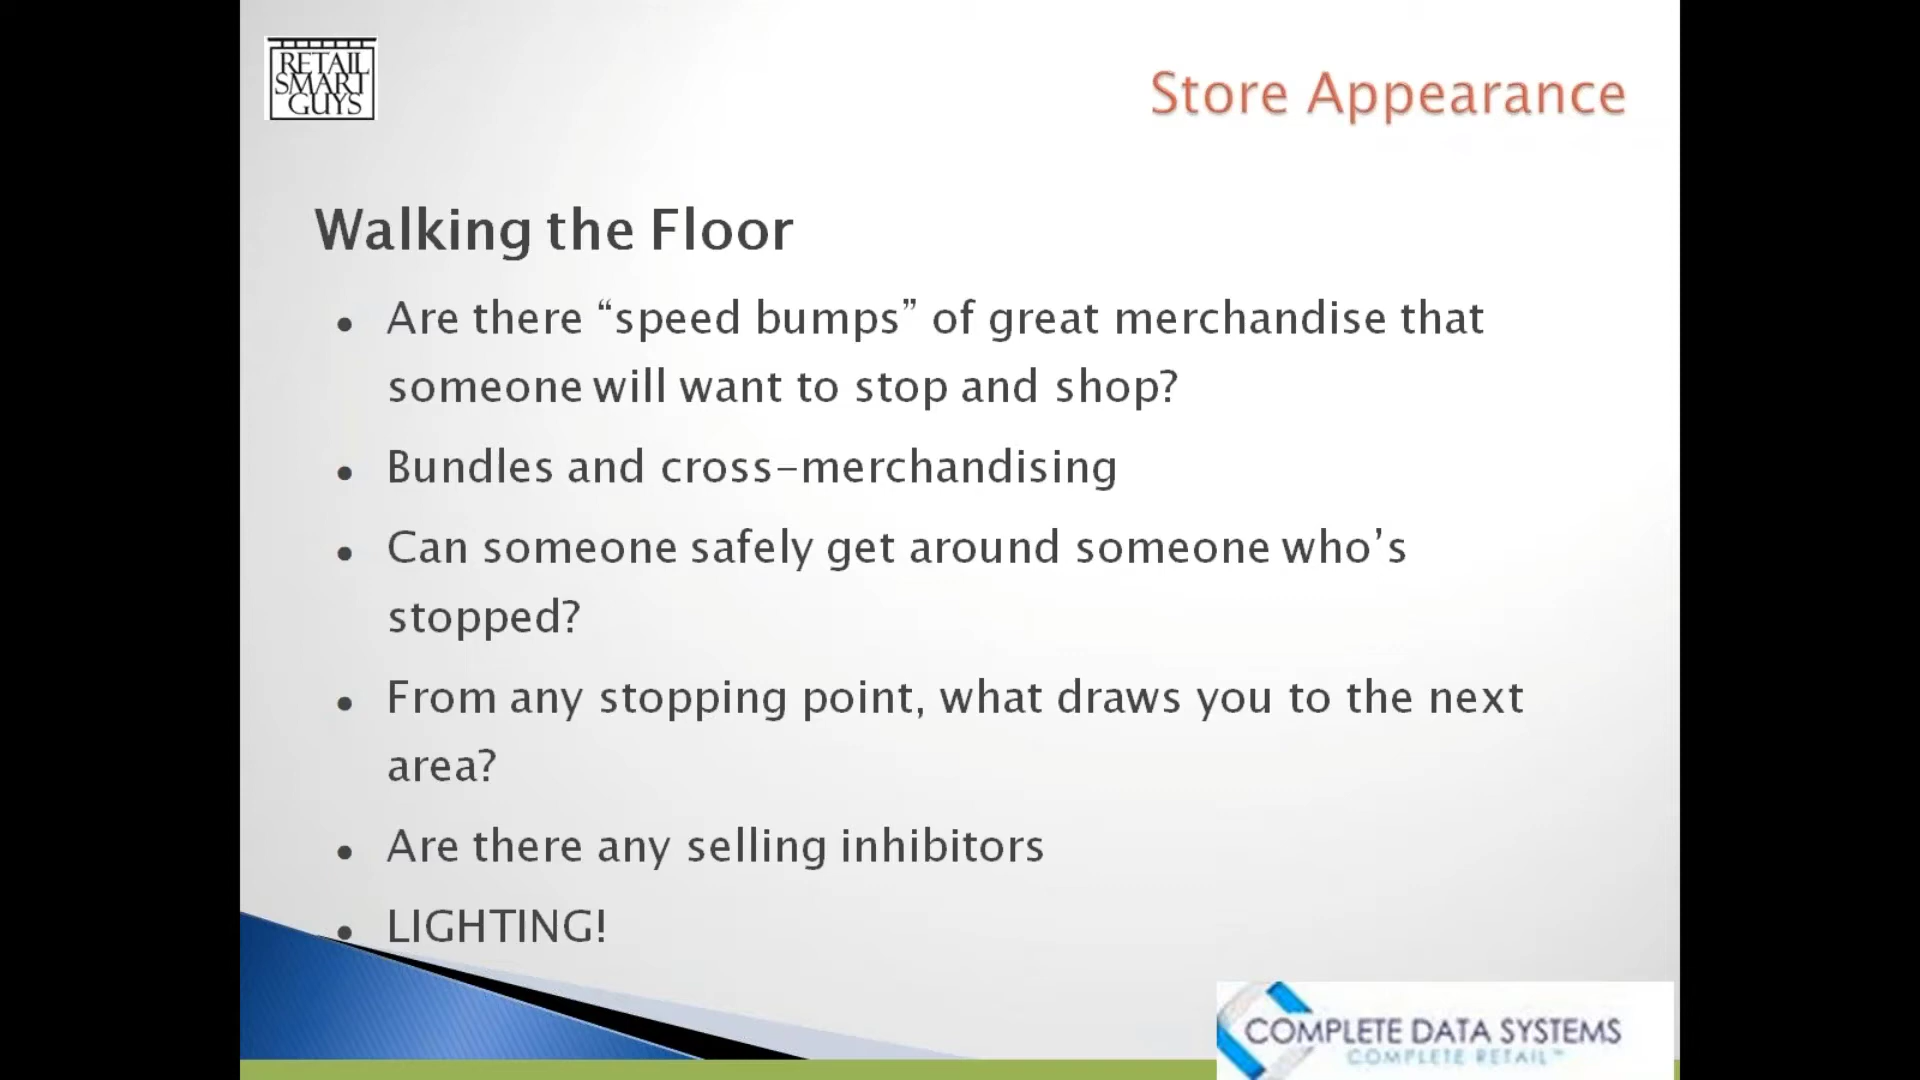 RETAIL
SMART
GUYS
Store Appearance
Walking the Floor
• Are there “speed bumps” of great merchandise that
someone will want to stop and shop?
• Bundles and cross-merchandising
• Can someone safely get around someone who’s
stopped?
• From any stopping point, what draws you to the next
area?
• Are there any selling inhibitors
• LIGHTING!
COMPLETE DATA SYSTEMS
COMPLETE RETAIL™